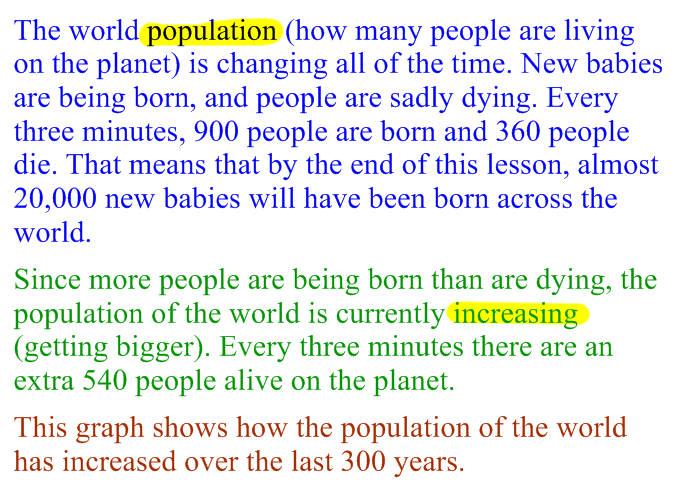 The world population (how many people are living
on the planet) is changing all of the time. New babies
are being born, and people are sadly dying. Every
three minutes, 900 people are born and 360 people
die. That means that by the end of this lesson, almost
20,000 new babies will have been born across the
world.
Since more people are being born than are dying, the
population of the world is currently increasing
(getting bigger). Every three minutes there are an
extra 540 people alive on the planet.
This graph shows how the population of the world
has increased over the last 300 years.